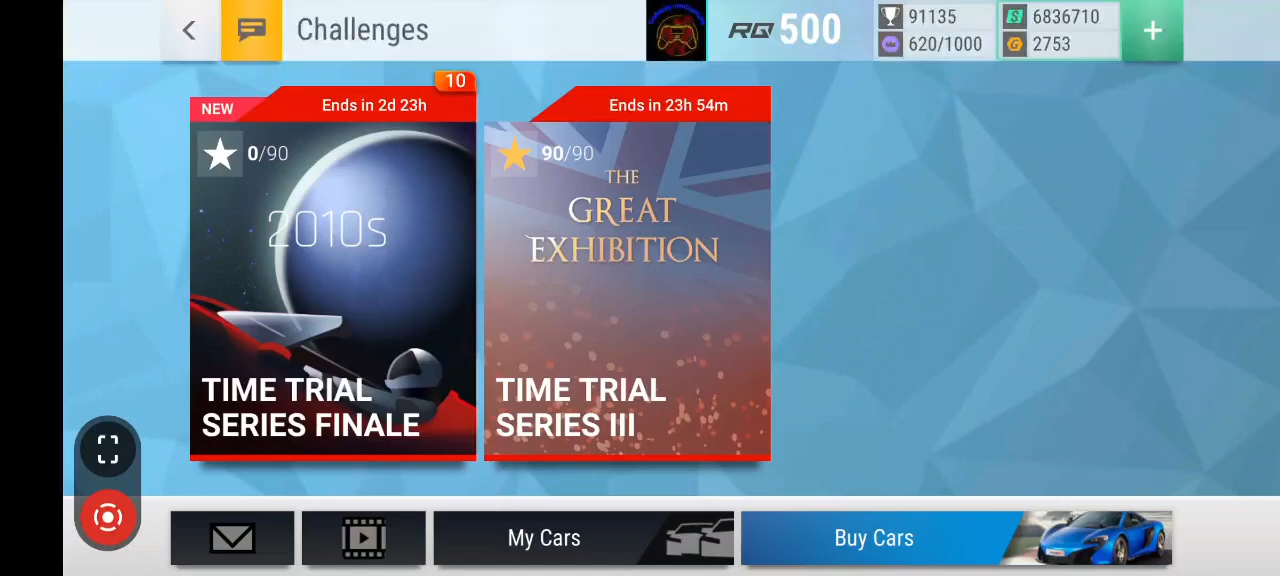 Challenges
RQ 500
91135
620/1000
6836710
2753
+
10
NEW
Ends in 2d 23h
0/90
2010s
TIME TRIAL
SERIES FINALE
Ends in 23h 54m
90/90
THE
GREAT
EXHIBITION
TIME TRIAL
SERIES III
My Cars
Buy Cars